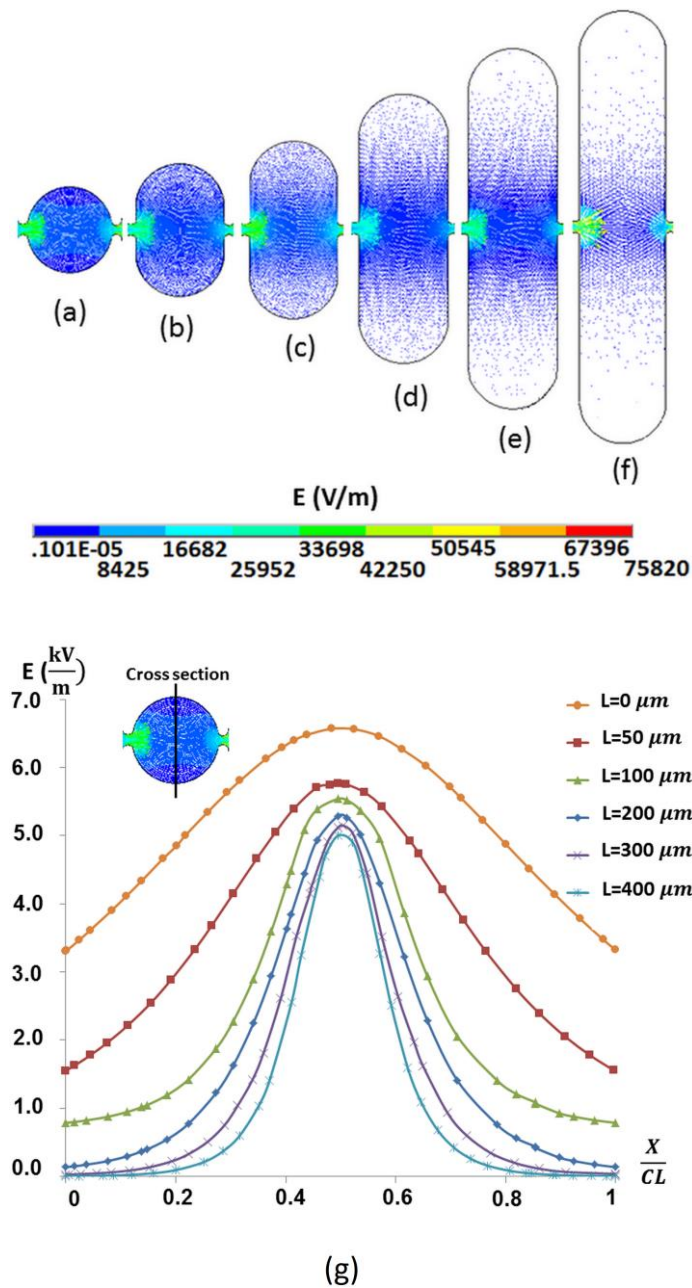 (a)
(b)
(c)
(d)
(e)
(f)
E (V/m)
.101E-05 16682 33698 50545 67396
8425 25952 42250 58971.5 75820
E (kV/m)
Cross section
7.0
6.0
5.0
4.0
3.0
2.0
1.0
0.0
0 0.2 0.4 0.6 0.8 1
X/CL
L=0 μm
L=50 μm
L=100 μm
L=200 μm
L=300 μm
L=400 μm
(g)